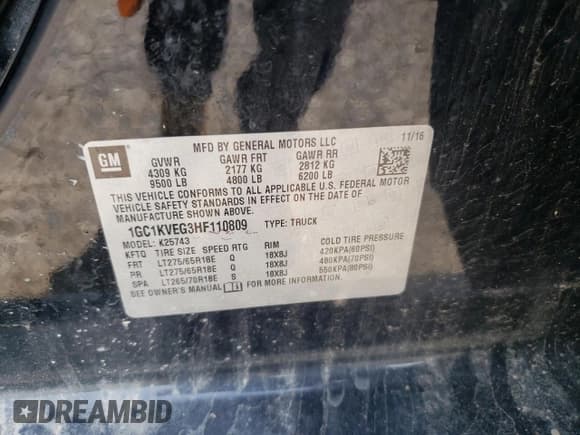 GM
MFD BY GENERAL MOTORS LLC 11/16
GVWR GAWR FRT GAWR RR
4309 KG 2177 KG 2812 KG
9500 LB 4800 LB 6200 LB
THIS VEHICLE CONFORMS TO ALL APPLICABLE U.S. FEDERAL MOTOR
VEHICLE SAFETY STANDARDS IN EFFECT ON THE DATE OF
MANUFACTURE SHOWN ABOVE.
1GC1KVEG3HF110809 TYPE: TRUCK
MODEL: K25743
KFTQ TIRE SIZE SPEED RTG RIM COLD TIRE PRESSURE
FRT LT275/65R18E Q 18X8J 420KPA(60PSI)
RR LT275/65R18E Q 18X8J 480KPA(70PSI)
SPA LT265/70R18E S 18X8J 550KPA(80PSI)
SEE OWNER'S MANUAL FOR MORE INFORMATION.
DREAMBID